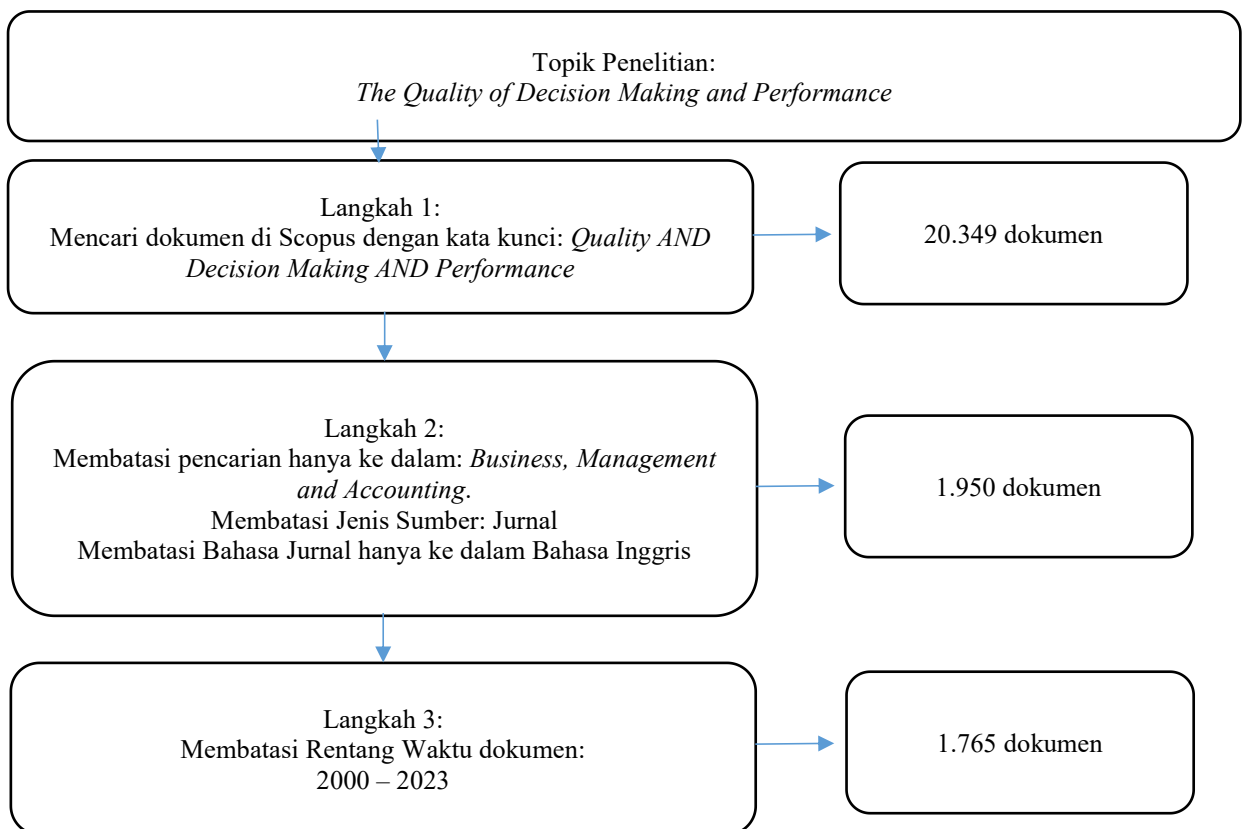 Topik Penelitian:
The Quality of Decision Making and Performance
Langkah 1:
Mencari dokumen di Scopus dengan kata kunci: Quality AND
Decision Making AND Performance
20.349 dokumen
Langkah 2:
Membatasi pencarian hanya ke dalam: Business, Management
and Accounting.
Membatasi Jenis Sumber: Jurnal
Membatasi Bahasa Jurnal hanya ke dalam Bahasa Inggris
1.950 dokumen
Langkah 3:
Membatasi Rentang Waktu dokumen:
2000 – 2023
1.765 dokumen